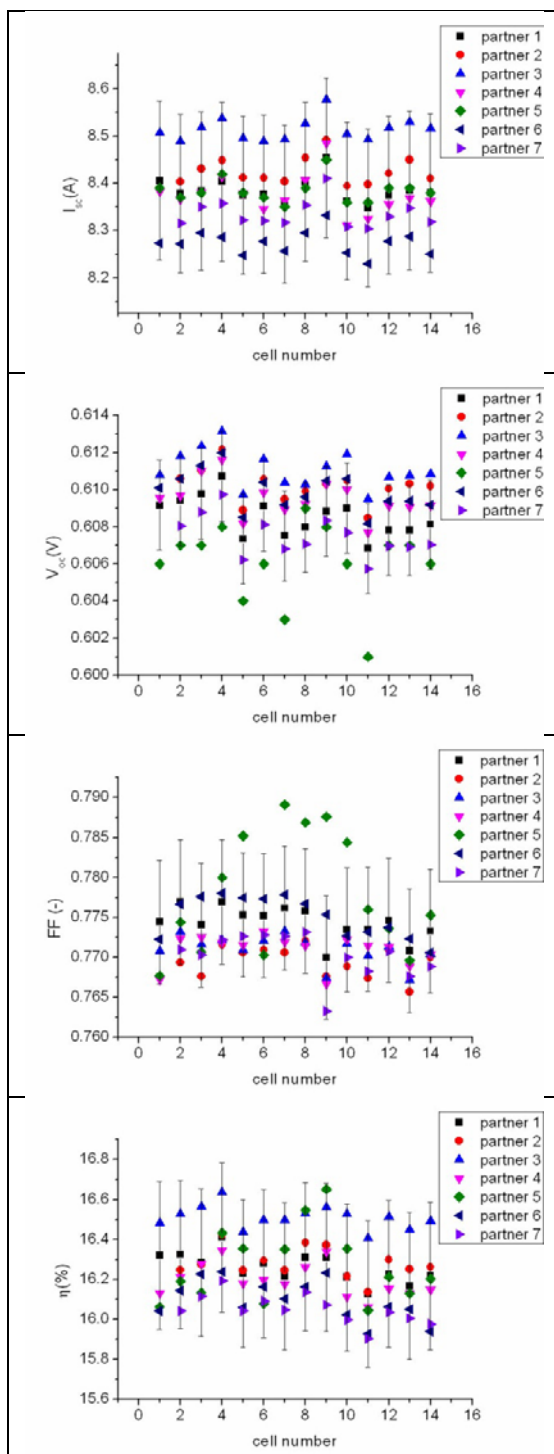 partner 1
partner 2
partner 3
partner 4
partner 5
partner 6
partner 7
I_sc(A)
8.6
8.5
8.4
8.3
8.2
0 2 4 6 8 10 12 14 16
cell number
partner 1
partner 2
partner 3
partner 4
partner 5
partner 6
partner 7
V_oc(V)
0.614
0.612
0.610
0.608
0.606
0.604
0.602
0.600
0 2 4 6 8 10 12 14 16
cell number
partner 1
partner 2
partner 3
partner 4
partner 5
partner 6
partner 7
FF (-)
0.790
0.785
0.780
0.775
0.770
0.765
0.760
0 2 4 6 8 10 12 14 16
cell number
partner 1
partner 2
partner 3
partner 4
partner 5
partner 6
partner 7
η(%)
16.8
16.6
16.4
16.2
16.0
15.8
15.6
0 2 4 6 8 10 12 14 16
cell number